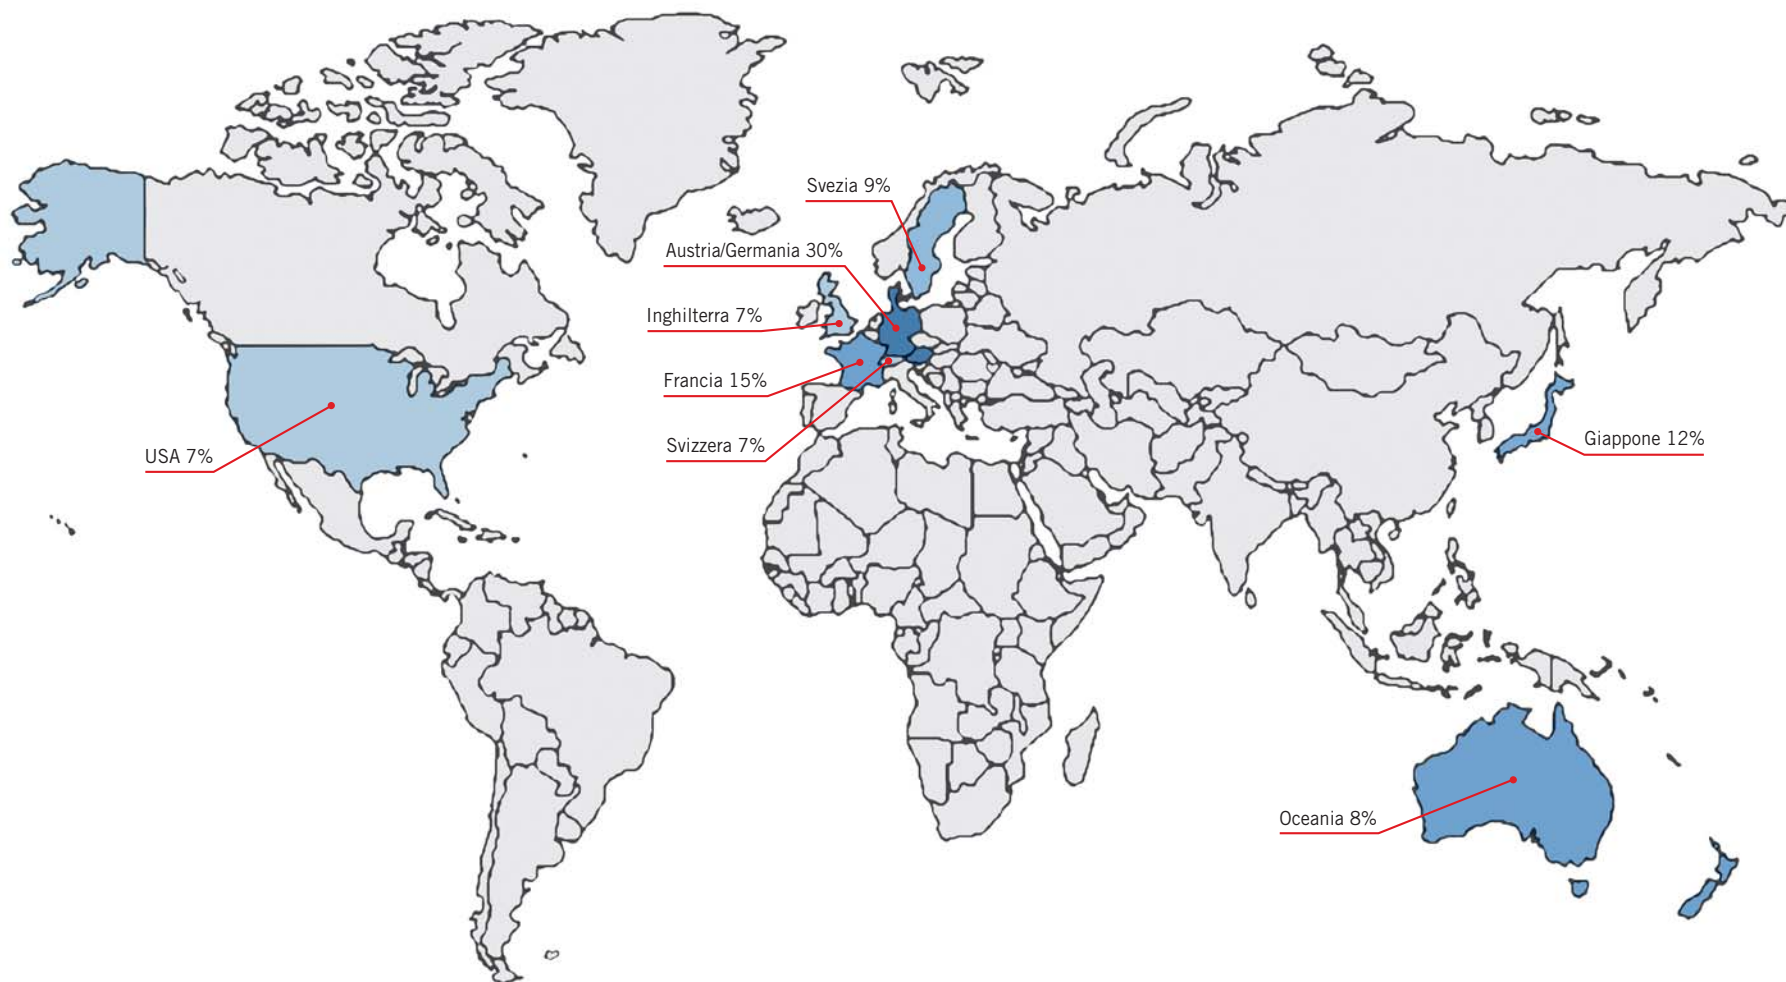 Svezia 9%
Austria/Germania 30%
Inghilterra 7%
Francia 15%
Svizzera 7%
USA 7%
Giappone 12%
Oceania 8%